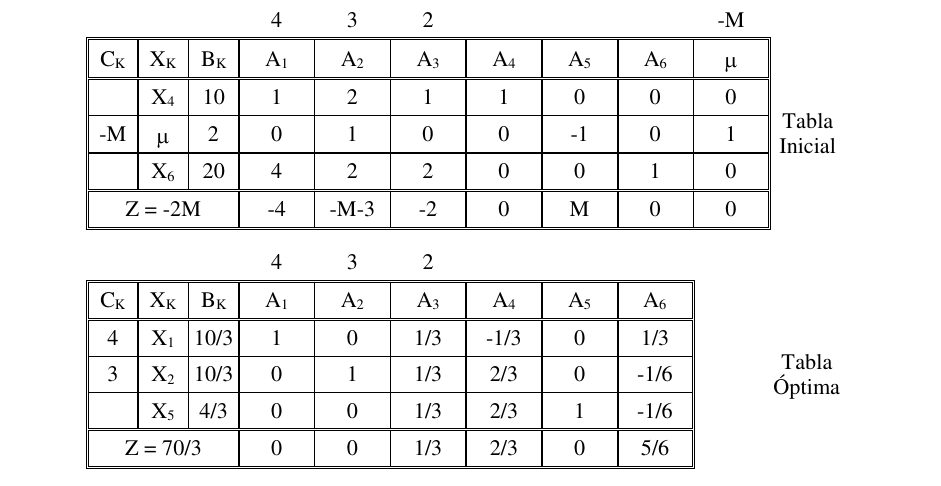 4 3 2 -M
C_K X_K B_K A_1 A_2 A_3 A_4 A_5 A_6 μ
X_4 10 1 2 1 1 0 0 0
-M μ 2 0 1 0 0 -1 0 1
X_6 20 4 2 2 0 0 1 0
Z = -2M -4 -M-3 -2 0 M 0 0
Tabla
Inicial
4 3 2
C_K X_K B_K A_1 A_2 A_3 A_4 A_5 A_6
4 X_1 10/3 1 0 1/3 -1/3 0 1/3
3 X_2 10/3 0 1 1/3 2/3 0 -1/6
X_5 4/3 0 0 1/3 2/3 1 -1/6
Z = 70/3 0 0 1/3 2/3 0 5/6
Tabla
Óptima